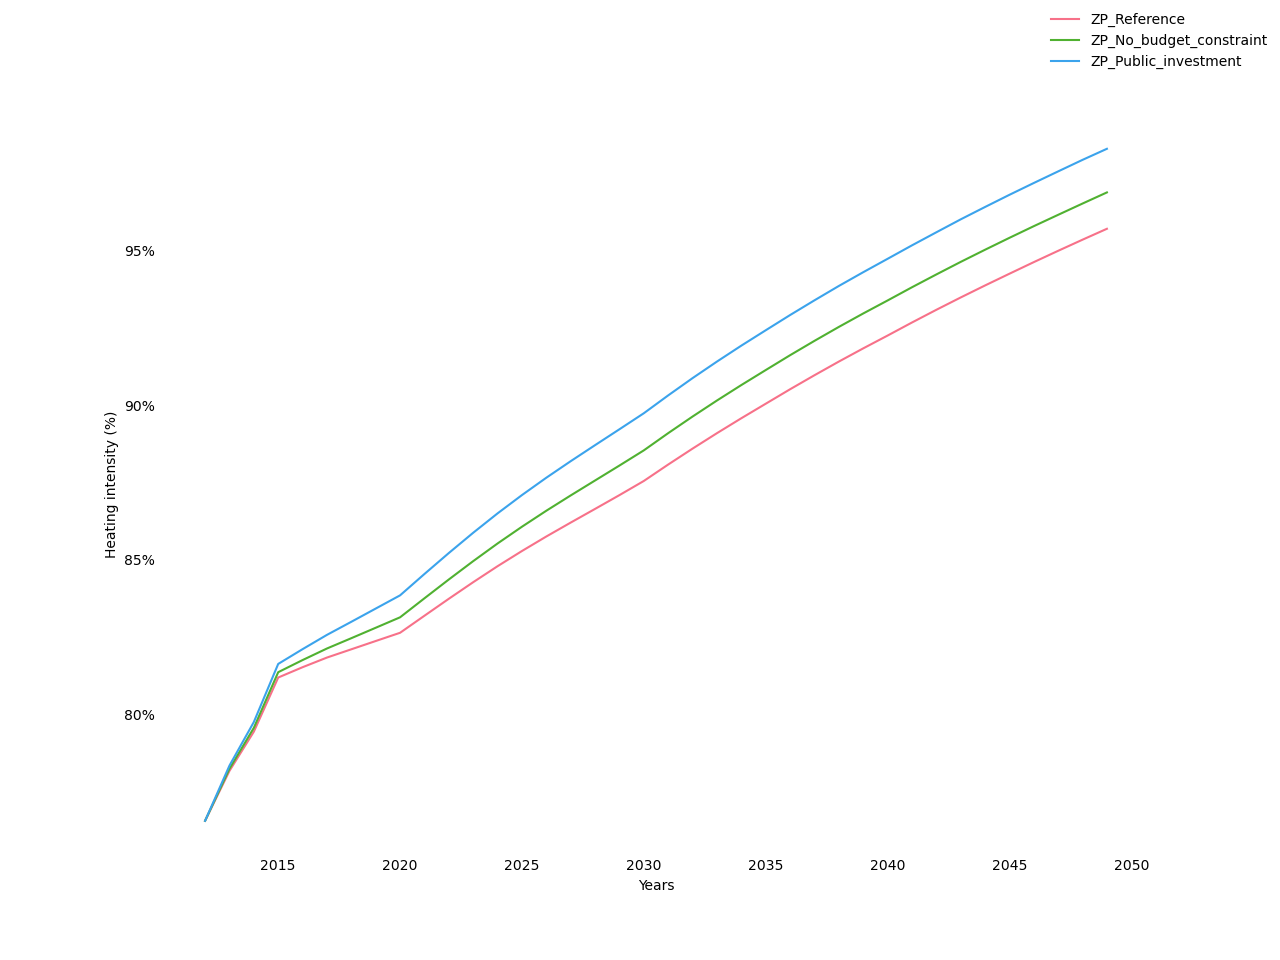 ZP_Reference
ZP_No_budget_constraint
ZP_Public_investment
95%
90%
85%
80%
Heating intensity (%)
2015 2020 2025 2030 2035 2040 2045 2050
Years